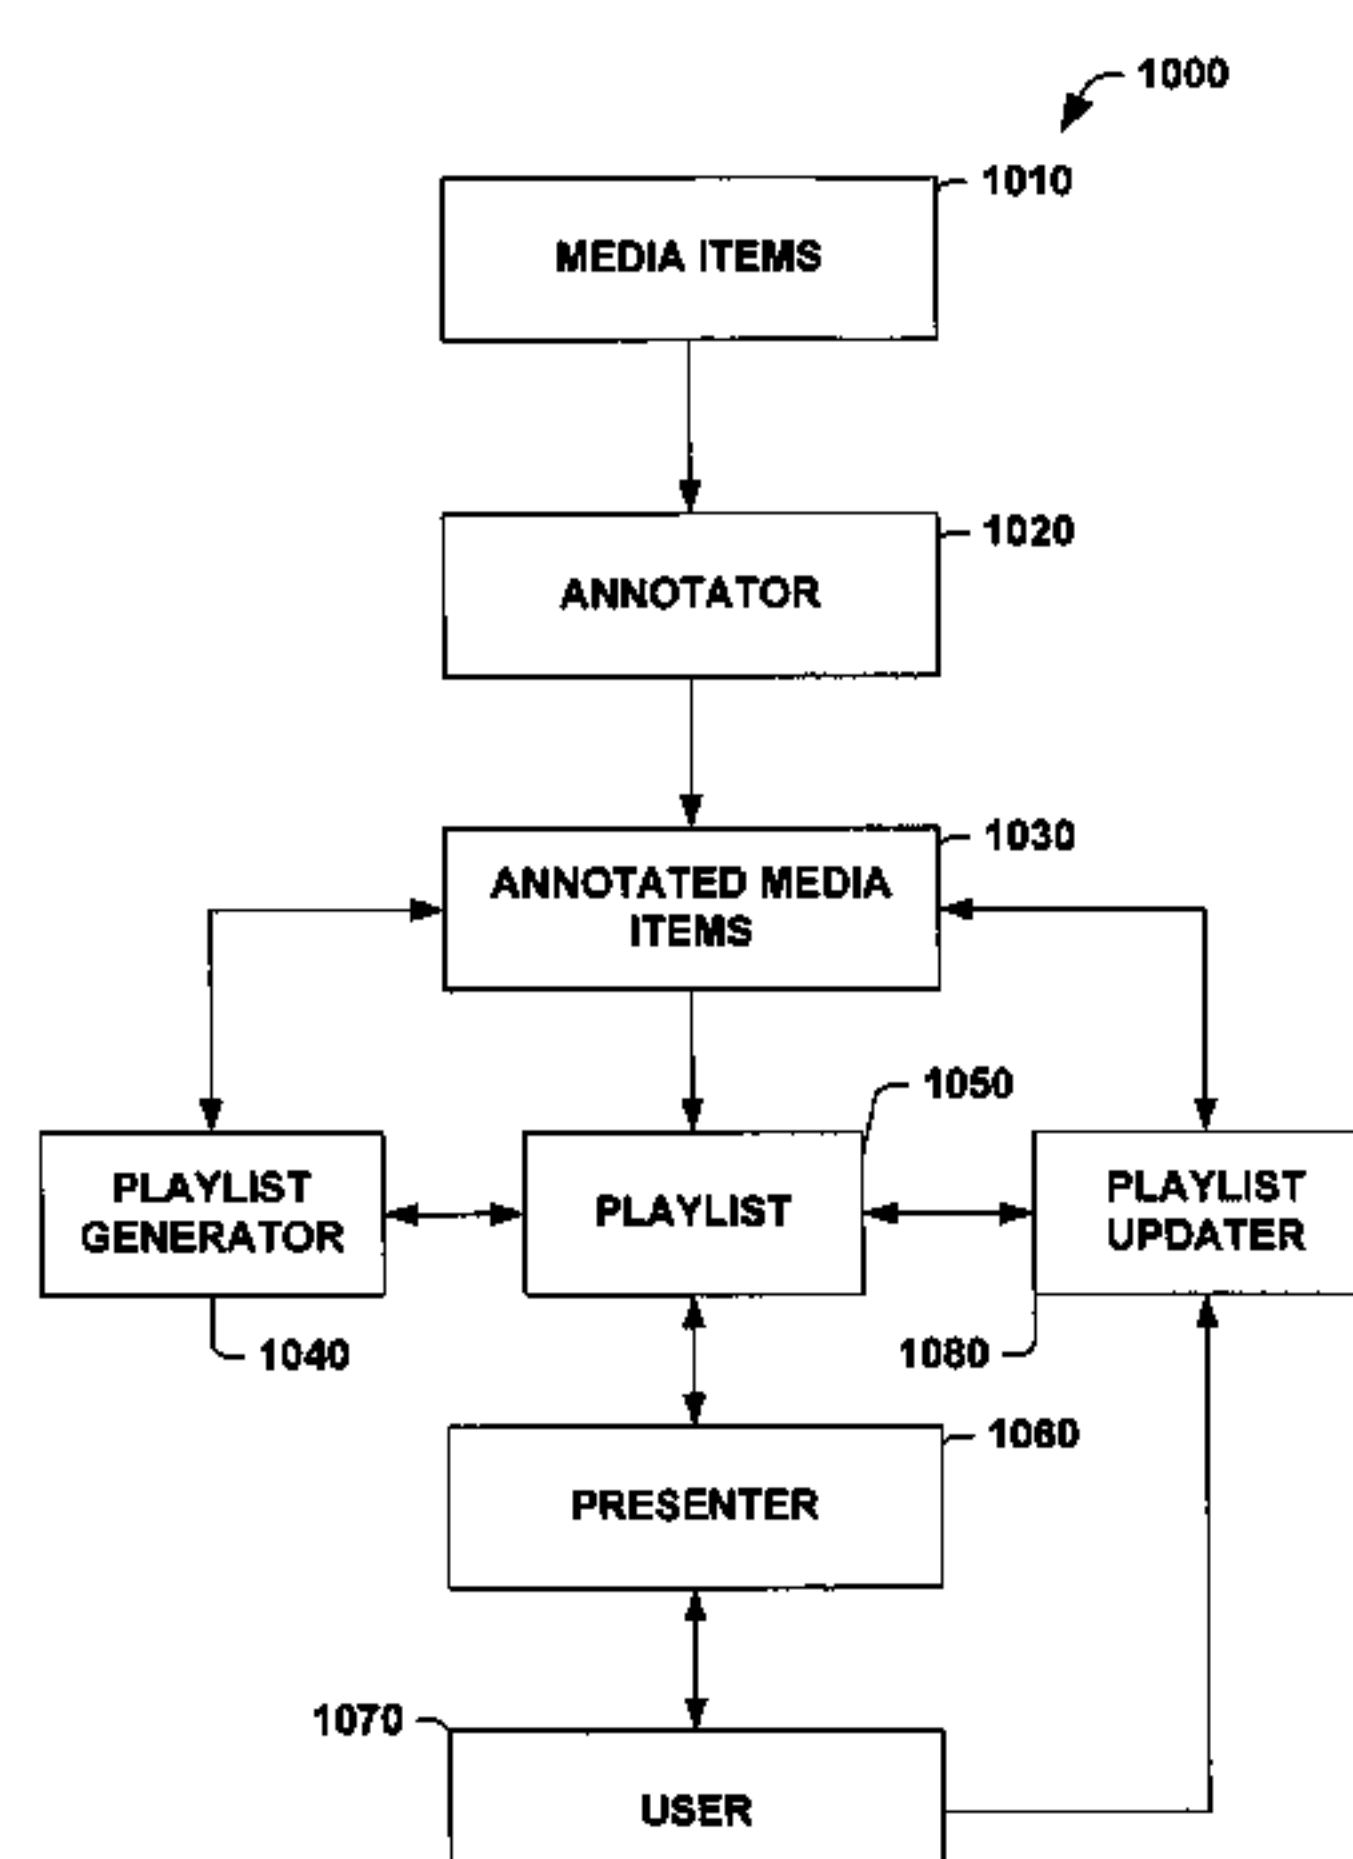 1000
1010
MEDIA ITEMS
1020
ANNOTATOR
1030
ANNOTATED MEDIA
ITEMS
1050
PLAYLIST
GENERATOR
PLAYLIST
PLAYLIST
UPDATER
1040
1080
1060
PRESENTER
1070
USER